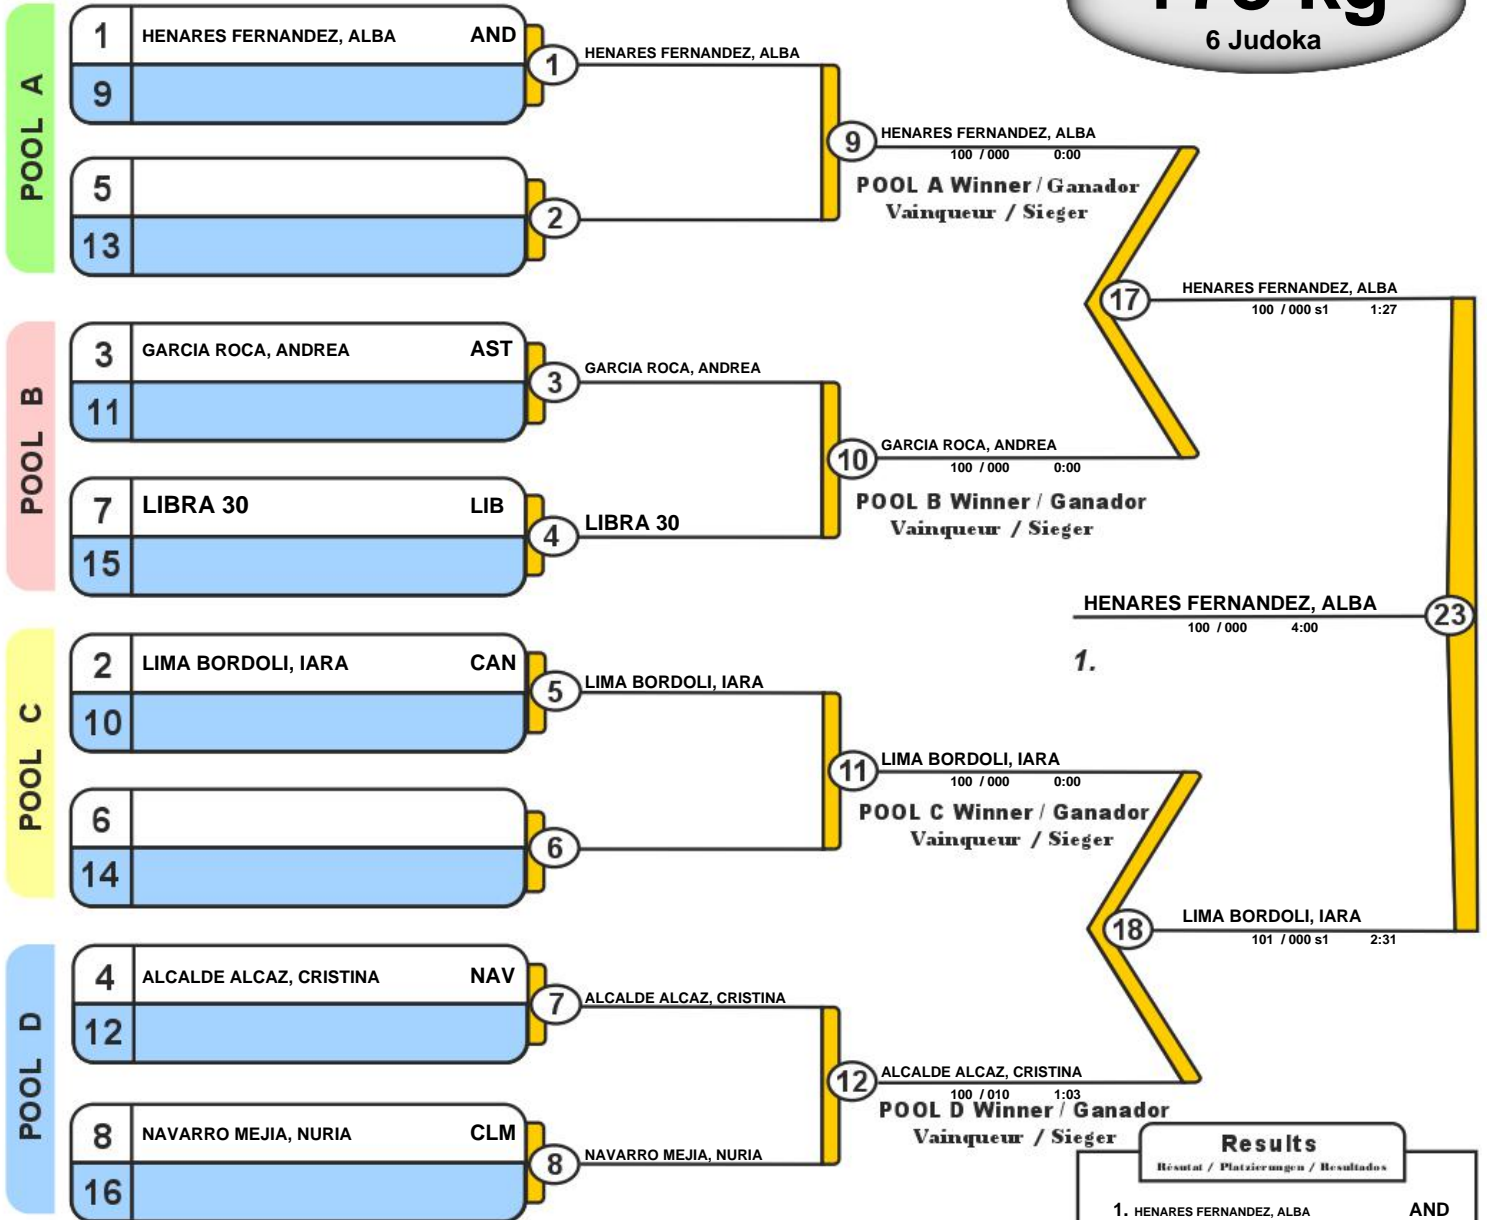 6 Judoka
POOL A
1 HENARES FERNANDEZ, ALBA AND
9
1
HENARES FERNANDEZ, ALBA
5
13
2
9
HENARES FERNANDEZ, ALBA
100 / 000 0:00
POOL A Winner / Ganador
Vainqueur / Sieger
POOL B
3 GARCIA ROCA, ANDREA AST
11
3
GARCIA ROCA, ANDREA
7 LIBRA 30 LIB
15
4
LIBRA 30
10
GARCIA ROCA, ANDREA
100 / 000 0:00
POOL B Winner / Ganador
Vainqueur / Sieger
17
HENARES FERNANDEZ, ALBA
100 / 000 s1 1:27
HENARES FERNANDEZ, ALBA
100 / 000 4:00
1.
23
POOL C
2 LIMA BORDOLI, IARA CAN
10
5
LIMA BORDOLI, IARA
6
14
6
11
LIMA BORDOLI, IARA
100 / 000 0:00
POOL C Winner / Ganador
Vainqueur / Sieger
18
LIMA BORDOLI, IARA
101 / 000 s1 2:31
POOL D
4 ALCALDE ALCAZ, CRISTINA NAV
12
7
ALCALDE ALCAZ, CRISTINA
8 NAVARRO MEJIA, NURIA CLM
16
8
NAVARRO MEJIA, NURIA
12
ALCALDE ALCAZ, CRISTINA
100 / 010 1:03
POOL D Winner / Ganador
Vainqueur / Sieger
Results
Résutat / Platzierungen / Resultados
1. HENARES FERNANDEZ, ALBA AND